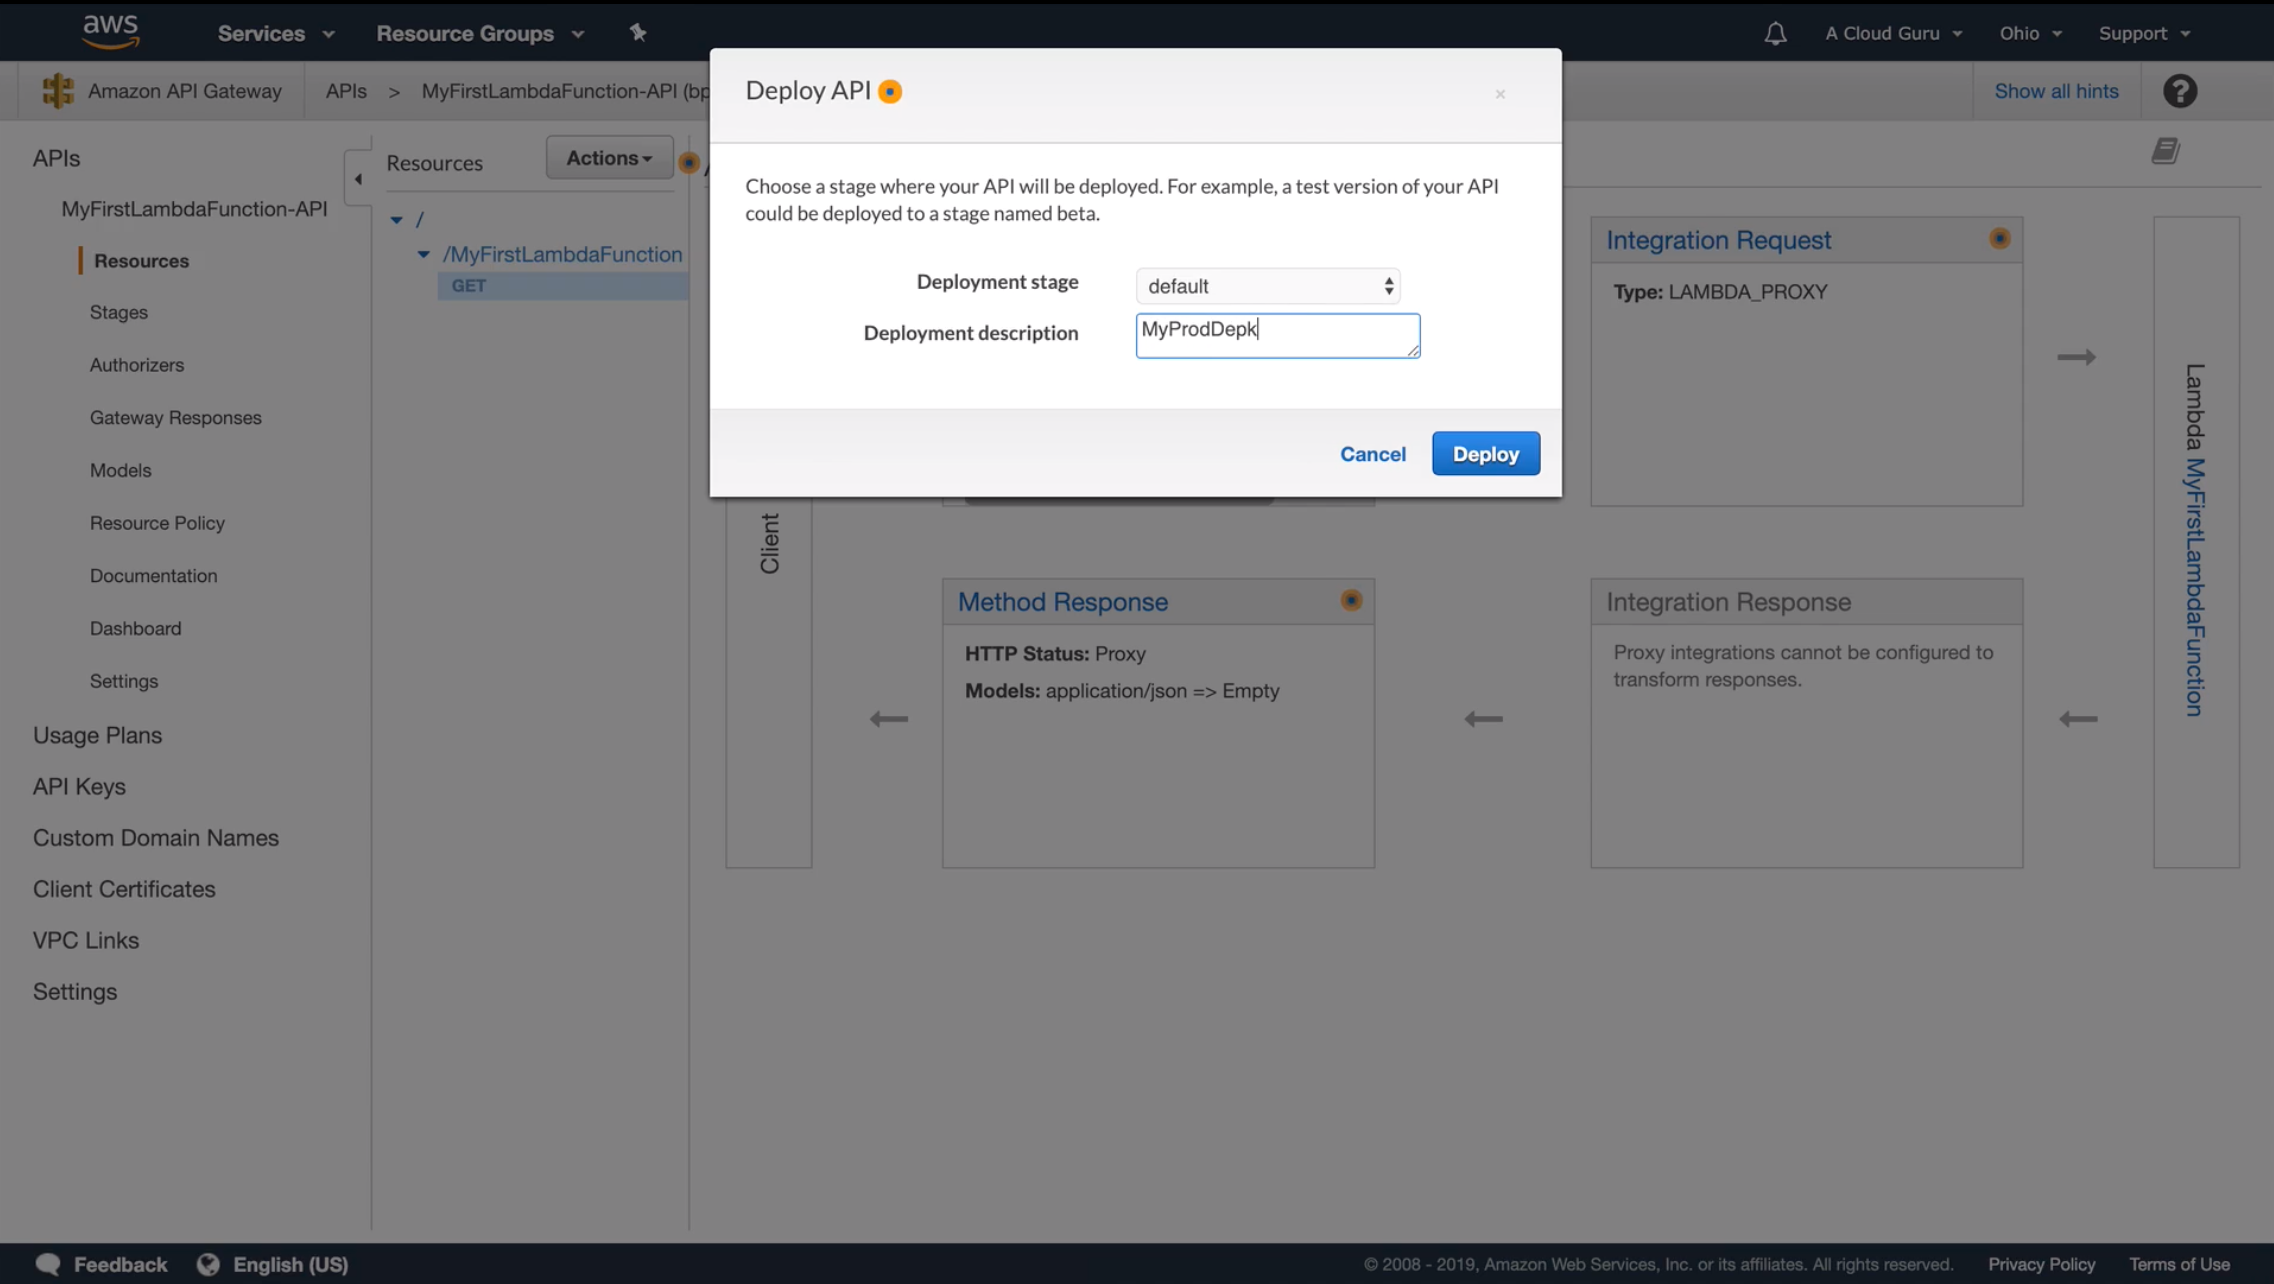 aws
Services
Resource Groups
A Cloud Guru
Ohio
Support
Amazon API Gateway
APIs > MyFirstLambdaFunction-API (bp
Show all hints
?
Deploy API
×
Choose a stage where your API will be deployed. For example, a test version of your API
could be deployed to a stage named beta.
Deployment stage
default
Deployment description
MyProdDepk
Cancel
Deploy
APIs
MyFirstLambdaFunction-API
Resources
Stages
Authorizers
Gateway Responses
Models
Resource Policy
Documentation
Dashboard
Settings
Usage Plans
API Keys
Custom Domain Names
Client Certificates
VPC Links
Settings
Resources
Actions
/
/MyFirstLambdaFunction
GET
Client
Integration Request
Type: LAMBDA_PROXY
Method Response
HTTP Status: Proxy
Models: application/json => Empty
Integration Response
Proxy integrations cannot be configured to
transform responses.
Lambda MyFirstLambdaFunction
Feedback
English (US)
© 2008 - 2019, Amazon Web Services, Inc. or its affiliates. All rights reserved.
Privacy Policy
Terms of Use